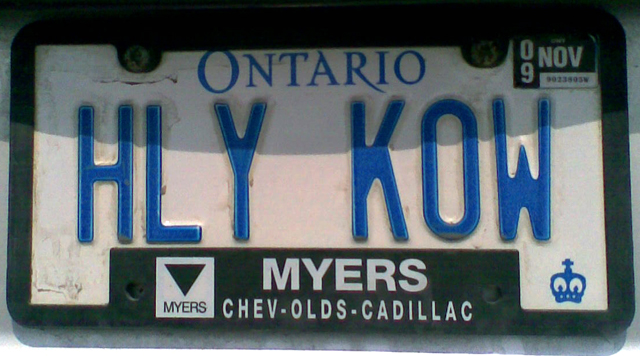 ONTARIO
09 NOV
HLY KOW
MYERS
MYERS
CHEV-OLDS-CADILLAC